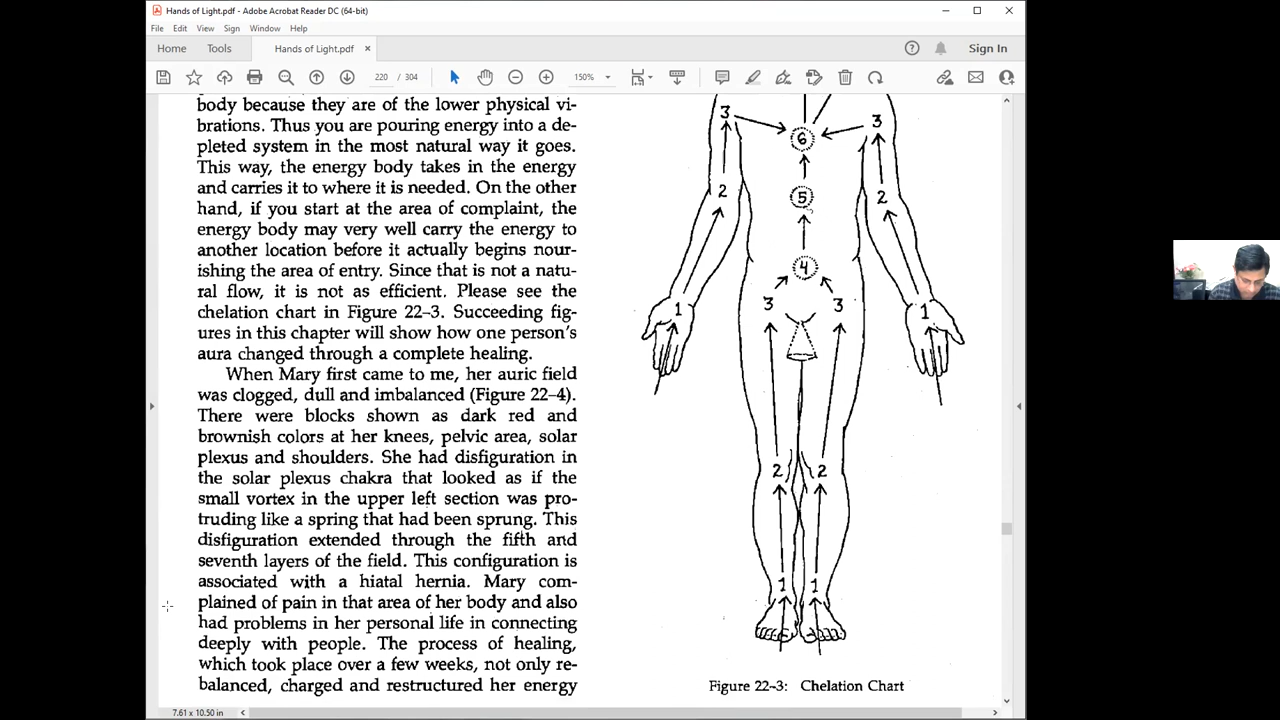 Hands of Light.pdf - Adobe Acrobat Reader DC (64-bit)
File Edit View Sign Window Help
Home Tools Hands of Light.pdf × Sign In
220 / 304 150%
body because they are of the lower physical vi-
brations. Thus you are pouring energy into a de-
pleted system in the most natural way it goes.
This way, the energy body takes in the energy
and carries it to where it is needed. On the other
hand, if you start at the area of complaint, the
energy body may very well carry the energy to
another location before it actually begins nour-
ishing the area of entry. Since that is not a natu-
ral flow, it is not as efficient. Please see the
chelation chart in Figure 22–3. Succeeding fig-
ures in this chapter will show how one person's
aura changed through a complete healing.
When Mary first came to me, her auric field
was clogged, dull and imbalanced (Figure 22–4).
There were blocks shown as dark red and
brownish colors at her knees, pelvic area, solar
plexus and shoulders. She had disfiguration in
the solar plexus chakra that looked as if the
small vortex in the upper left section was pro-
truding like a spring that had been sprung. This
disfiguration extended through the fifth and
seventh layers of the field. This configuration is
associated with a hiatal hernia. Mary com-
plained of pain in that area of her body and also
had problems in her personal life in connecting
deeply with people. The process of healing,
which took place over a few weeks, not only re-
balanced, charged and restructured her energy
3 3
6
2 5 2
4
3 3
1 1
2 2
1 1
Figure 22–3: Chelation Chart
7.61 x 10.50 in